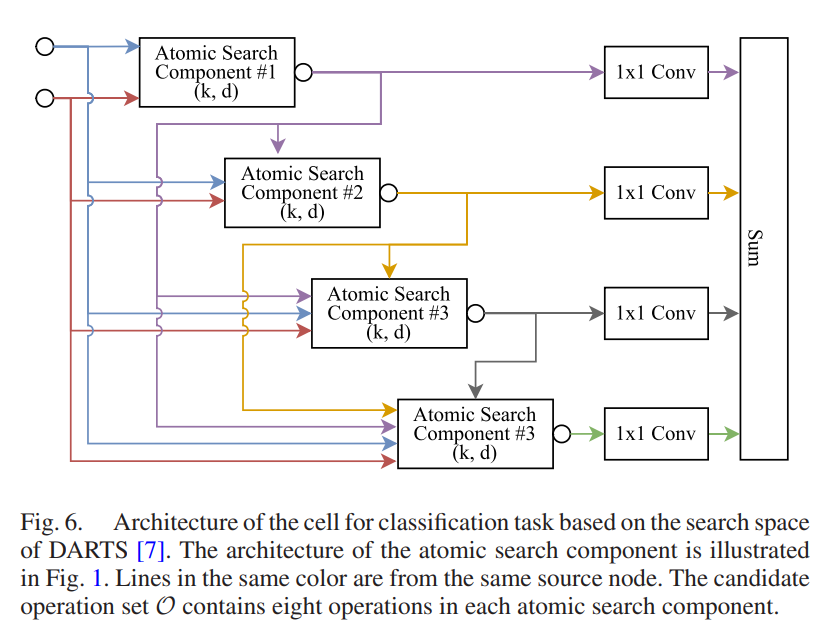 Atomic Search
Component #1
(k, d)
1x1 Conv
Atomic Search
Component #2
(k, d)
1x1 Conv
Sum
Atomic Search
Component #3
(k, d)
1x1 Conv
Atomic Search
Component #3
(k, d)
1x1 Conv
Fig. 6. Architecture of the cell for classification task based on the search space
of DARTS [7]. The architecture of the atomic search component is illustrated
in Fig. 1. Lines in the same color are from the same source node. The candidate
operation set 𝒪 contains eight operations in each atomic search component.